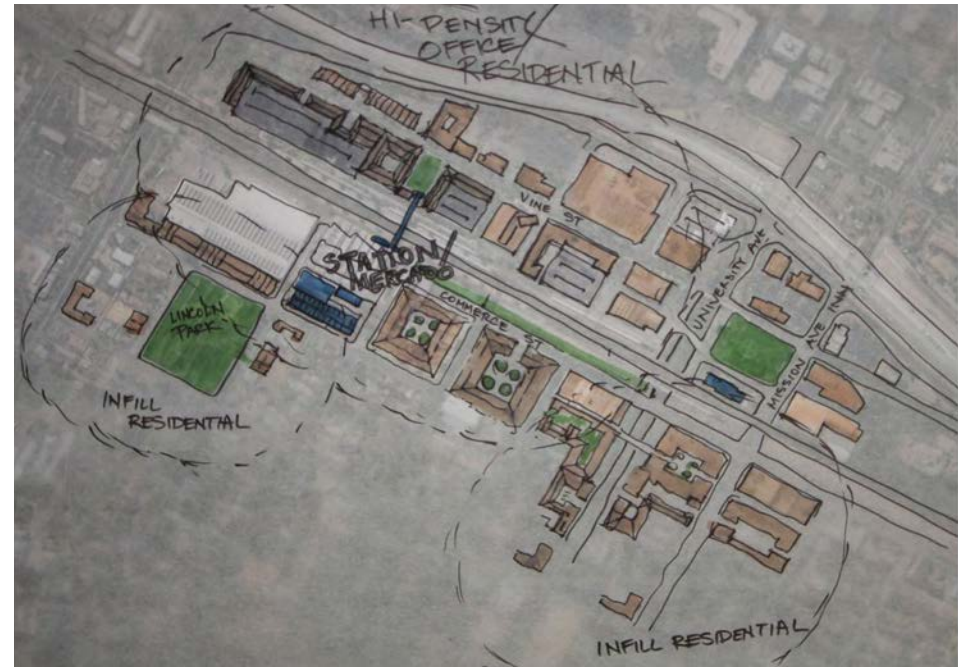 HI-DENSITY
OFFICE
RESIDENTIAL
VINE ST
STATION
MERCADO
COMMERCE
ST
UNIVERSITY AVE
MISSION AVE INN
LINCOLN
PARK
INFILL
RESIDENTIAL
INFILL RESIDENTIAL